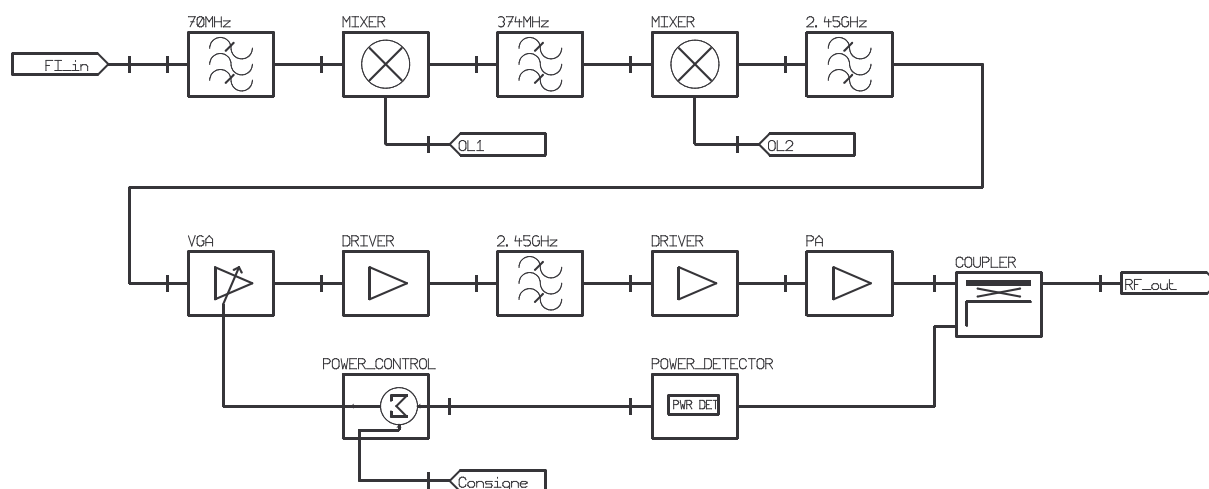 70MHz
MIXER
374MHz
MIXER
2.45GHz
FI_in
OL1
OL2
VGA
DRIVER
2.45GHz
DRIVER
PA
COUPLER
RF_out
POWER_CONTROL
POWER_DETECTOR
Σ
PWR DET
Consigne